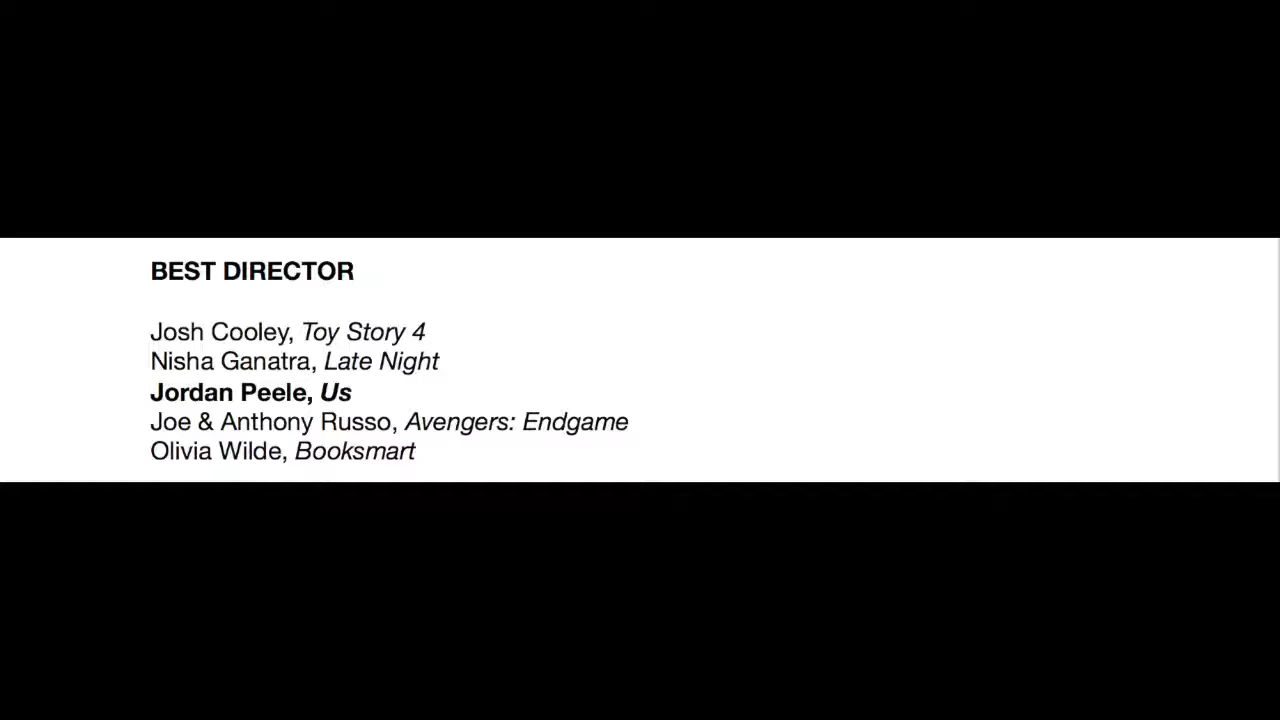 BEST DIRECTOR
Josh Cooley, Toy Story 4
Nisha Ganatra, Late Night
Jordan Peele, Us
Joe & Anthony Russo, Avengers: Endgame
Olivia Wilde, Booksmart